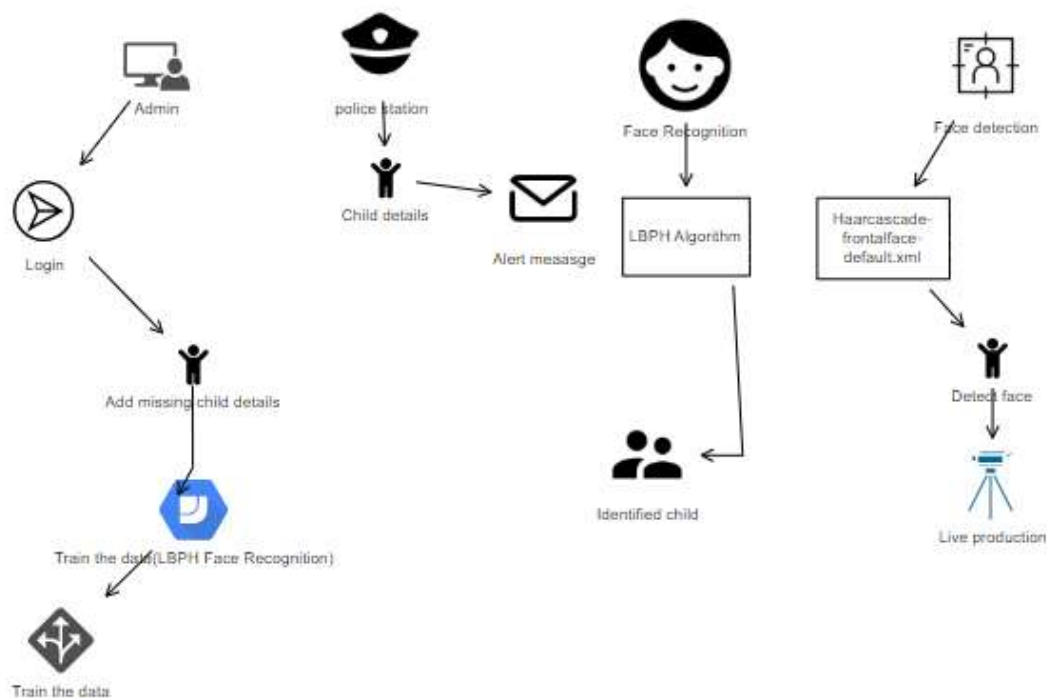 Admin
police station
Face Recognition
Face detection
Login
Child details
Alert meaasge
LBPH Algorithm
Haarcascade-
frontalface-
default.xml
Add missing child details
Detect face
Identified child
Live production
Train the data(LBPH Face Recognition)
Train the data